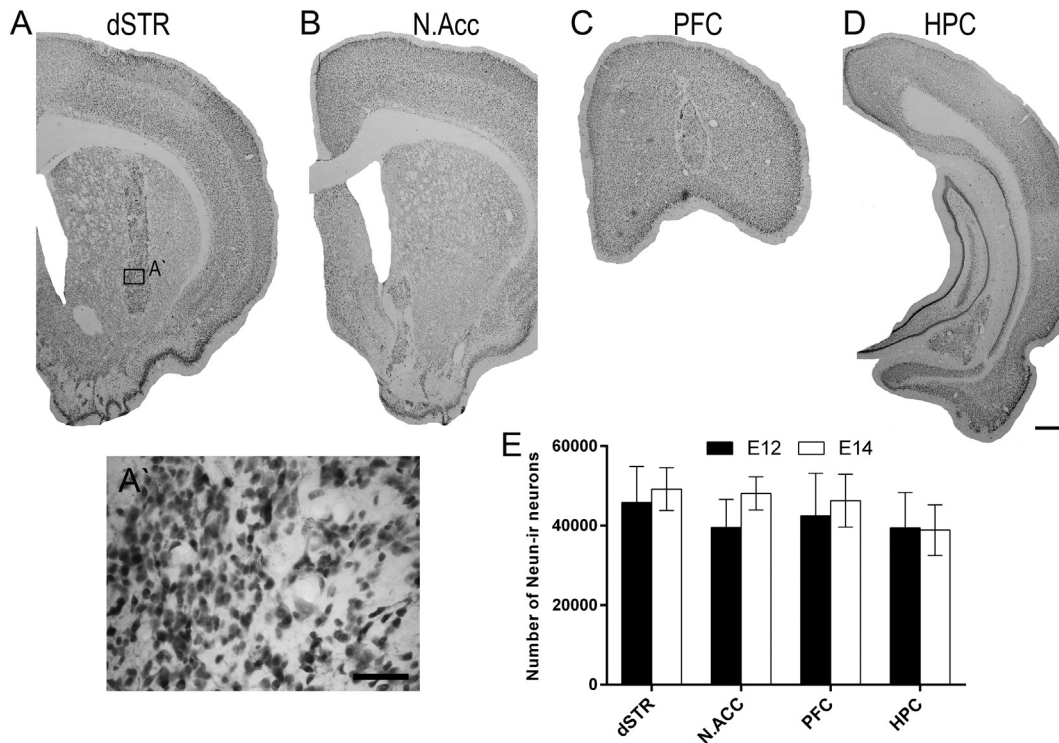 A
dSTR
B
N.Acc
C
PFC
D
HPC
A`
A`
E
E12
E14
Number of Neun-ir neurons
60000
40000
20000
0
dSTR
N.ACC
PFC
HPC